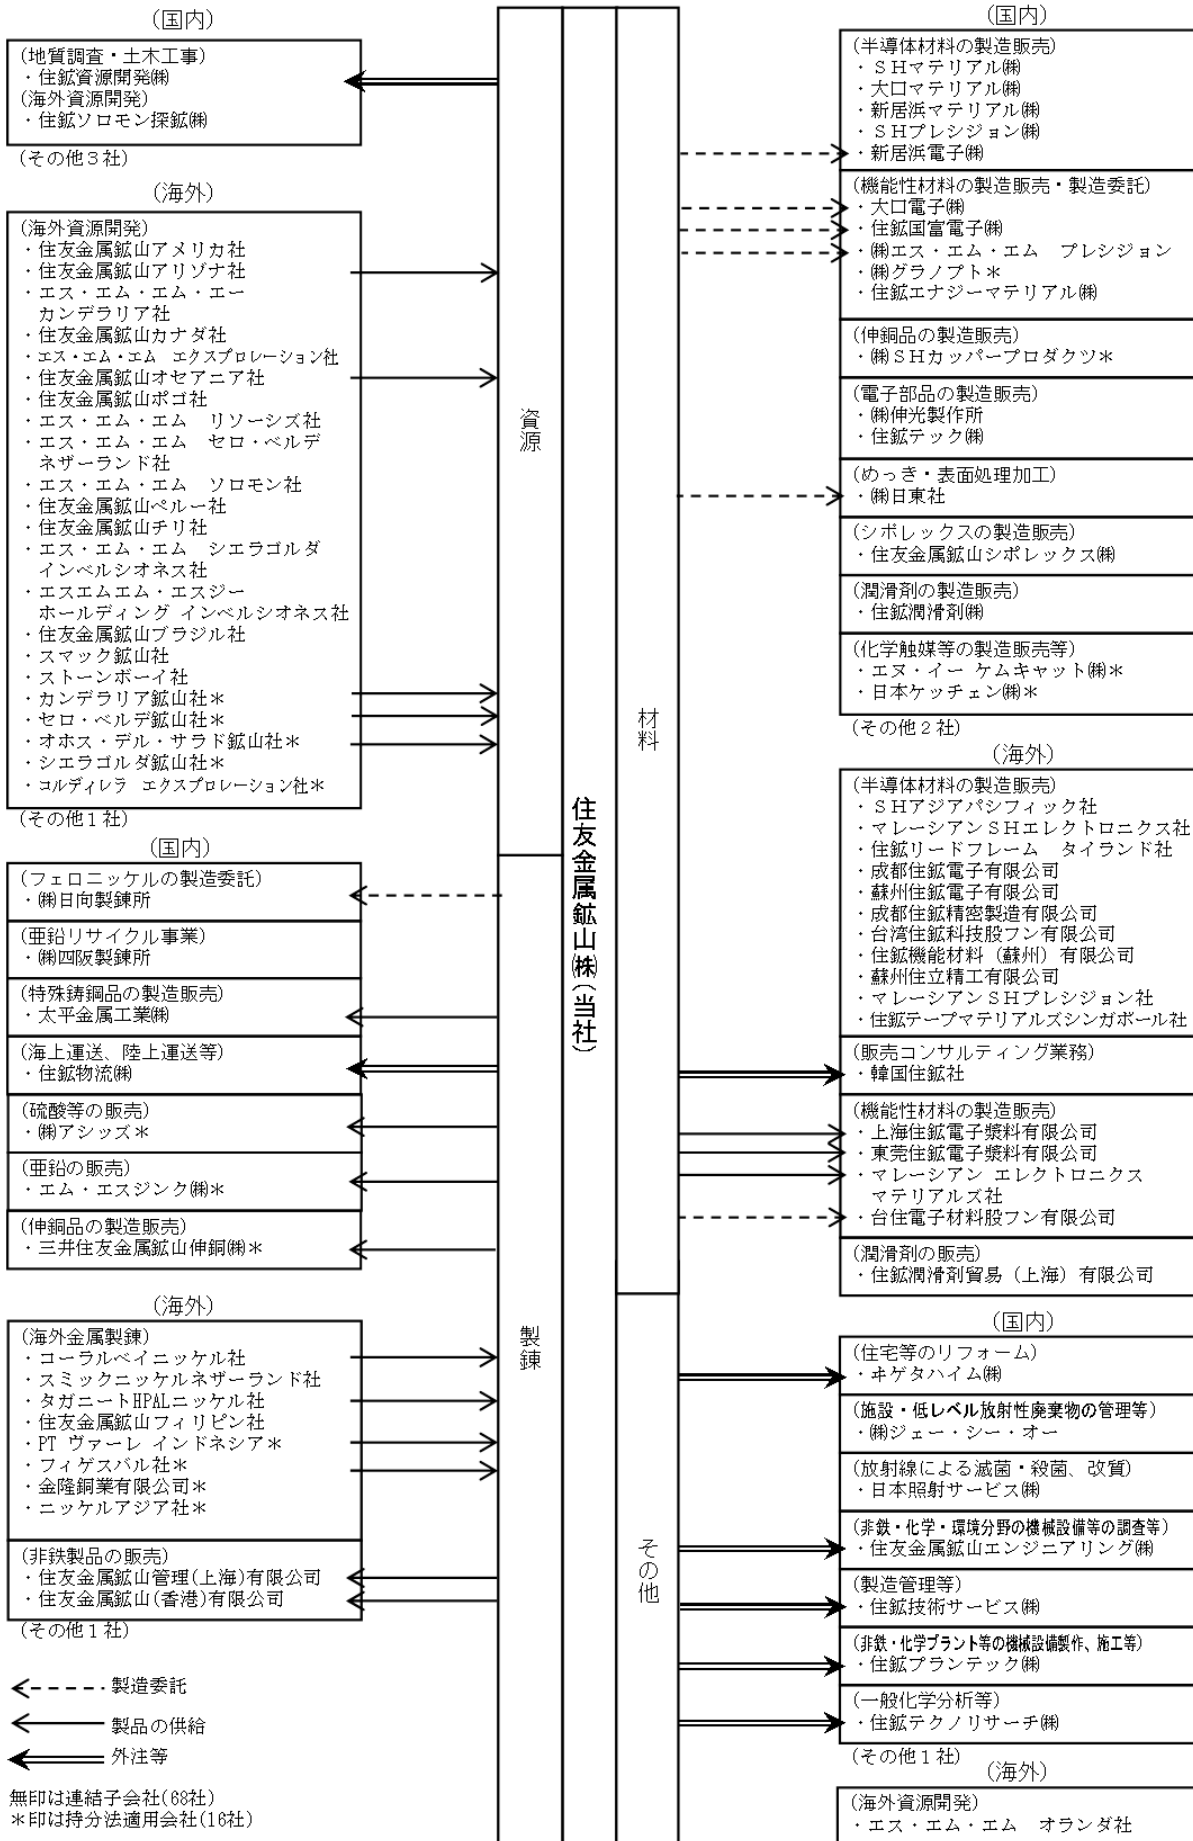 (国内)
(地質調査・土木工事)
・住鉱資源開発㈱
(海外資源開発)
・住鉱ソロモン探鉱㈱
(その他３社)
(海外)
(海外資源開発)
・住友金属鉱山アメリカ社
・住友金属鉱山アリゾナ社
・エス・エム・エム・エー
カンデラリア社
・住友金属鉱山カナダ社
・エス・エム・エム エクスプロレーション社
・住友金属鉱山オセアニア社
・住友金属鉱山ポゴ社
・エス・エム・エム リソーシズ社
・エス・エム・エム セロ・ベルデ
ネザーランド社
・エス・エム・エム ソロモン社
・住友金属鉱山ペルー社
・住友金属鉱山チリ社
・エス・エム・エム シエラゴルダ
インベルシオネス社
・エスエムエム・エスジー
ホールディング インベルシオネス社
・住友金属鉱山ブラジル社
・スマック鉱山社
・ストーンボーイ社
・カンデラリア鉱山社＊
・セロ・ベルデ鉱山社＊
・オホス・デル・サラド鉱山社＊
・シエラゴルダ鉱山社＊
・コルディレラ エクスプロレーション社＊
(その他１社)
(国内)
(フェロニッケルの製造委託)
・㈱日向製錬所
(亜鉛リサイクル事業)
・㈱四阪製錬所
(特殊鋳鋼品の製造販売)
・太平金属工業㈱
(海上運送、陸上運送等)
・住鉱物流㈱
(硫酸等の販売)
・㈱アシッズ＊
(亜鉛の販売)
・エム・エスジンク㈱＊
(伸銅品の製造販売)
・三井住友金属鉱山伸銅㈱＊
(海外)
(海外金属製錬)
・コーラルベイニッケル社
・スミックニッケルネザーランド社
・タガニートHPALニッケル社
・住友金属鉱山フィリピン社
・PT ヴァーレ インドネシア＊
・フィゲスバル社＊
・金隆銅業有限公司＊
・ニッケルアジア社＊
(非鉄製品の販売)
・住友金属鉱山管理(上海)有限公司
・住友金属鉱山(香港)有限公司
(その他１社)
製造委託
製品の供給
外注等
無印は連結子会社(68社)
＊印は持分法適用会社(16社)
資源
製錬
住友金属鉱山㈱(当社)
材料
その他
(国内)
(半導体材料の製造販売)
・ＳＨマテリアル㈱
・大口マテリアル㈱
・新居浜マテリアル㈱
・ＳＨプレシジョン㈱
・新居浜電子㈱
(機能性材料の製造販売・製造委託)
・大口電子㈱
・住鉱国富電子㈱
・㈱エス・エム・エム プレシジョン
・㈱グラノプト＊
・住鉱エナジーマテリアル㈱
(伸銅品の製造販売)
・㈱ＳＨカッパープロダクツ＊
(電子部品の製造販売)
・㈱伸光製作所
・住鉱テック㈱
(めっき・表面処理加工)
・㈱日東社
(シポレックスの製造販売)
・住友金属鉱山シポレックス㈱
(潤滑剤の製造販売)
・住鉱潤滑剤㈱
(化学触媒等の製造販売等)
・エヌ・イー ケムキャット㈱＊
・日本ケッチェン㈱＊
(その他２社)
(海外)
(半導体材料の製造販売)
・ＳＨアジアパシフィック社
・マレーシアンＳＨエレクトロニクス社
・住鉱リードフレーム タイランド社
・成都住鉱電子有限公司
・蘇州住鉱電子有限公司
・成都住鉱精密製造有限公司
・台湾住鉱科技股フン有限公司
・住鉱機能材料（蘇州）有限公司
・蘇州住立精工有限公司
・マレーシアンＳＨプレシジョン社
・住鉱テープマテリアルズシンガポール社
(販売コンサルティング業務)
・韓国住鉱社
(機能性材料の製造販売)
・上海住鉱電子漿料有限公司
・東莞住鉱電子漿料有限公司
・マレーシアン エレクトロニクス
マテリアルズ社
・台住電子材料股フン有限公司
(潤滑剤の販売)
・住鉱潤滑剤貿易（上海）有限公司
(国内)
(住宅等のリフォーム)
・ヰゲタハイム㈱
(施設・低レベル放射性廃棄物の管理等)
・㈱ジェー・シー・オー
(放射線による滅菌・殺菌、改質)
・日本照射サービス㈱
(非鉄・化学・環境分野の機械設備等の調査等)
・住友金属鉱山エンジニアリング㈱
(製造管理等)
・住鉱技術サービス㈱
(非鉄・化学プラント等の機械設備製作、施工等)
・住鉱プランテック㈱
(一般化学分析等)
・住鉱テクノリサーチ㈱
(その他１社)
(海外)
(海外資源開発)
・エス・エム・エム オランダ社